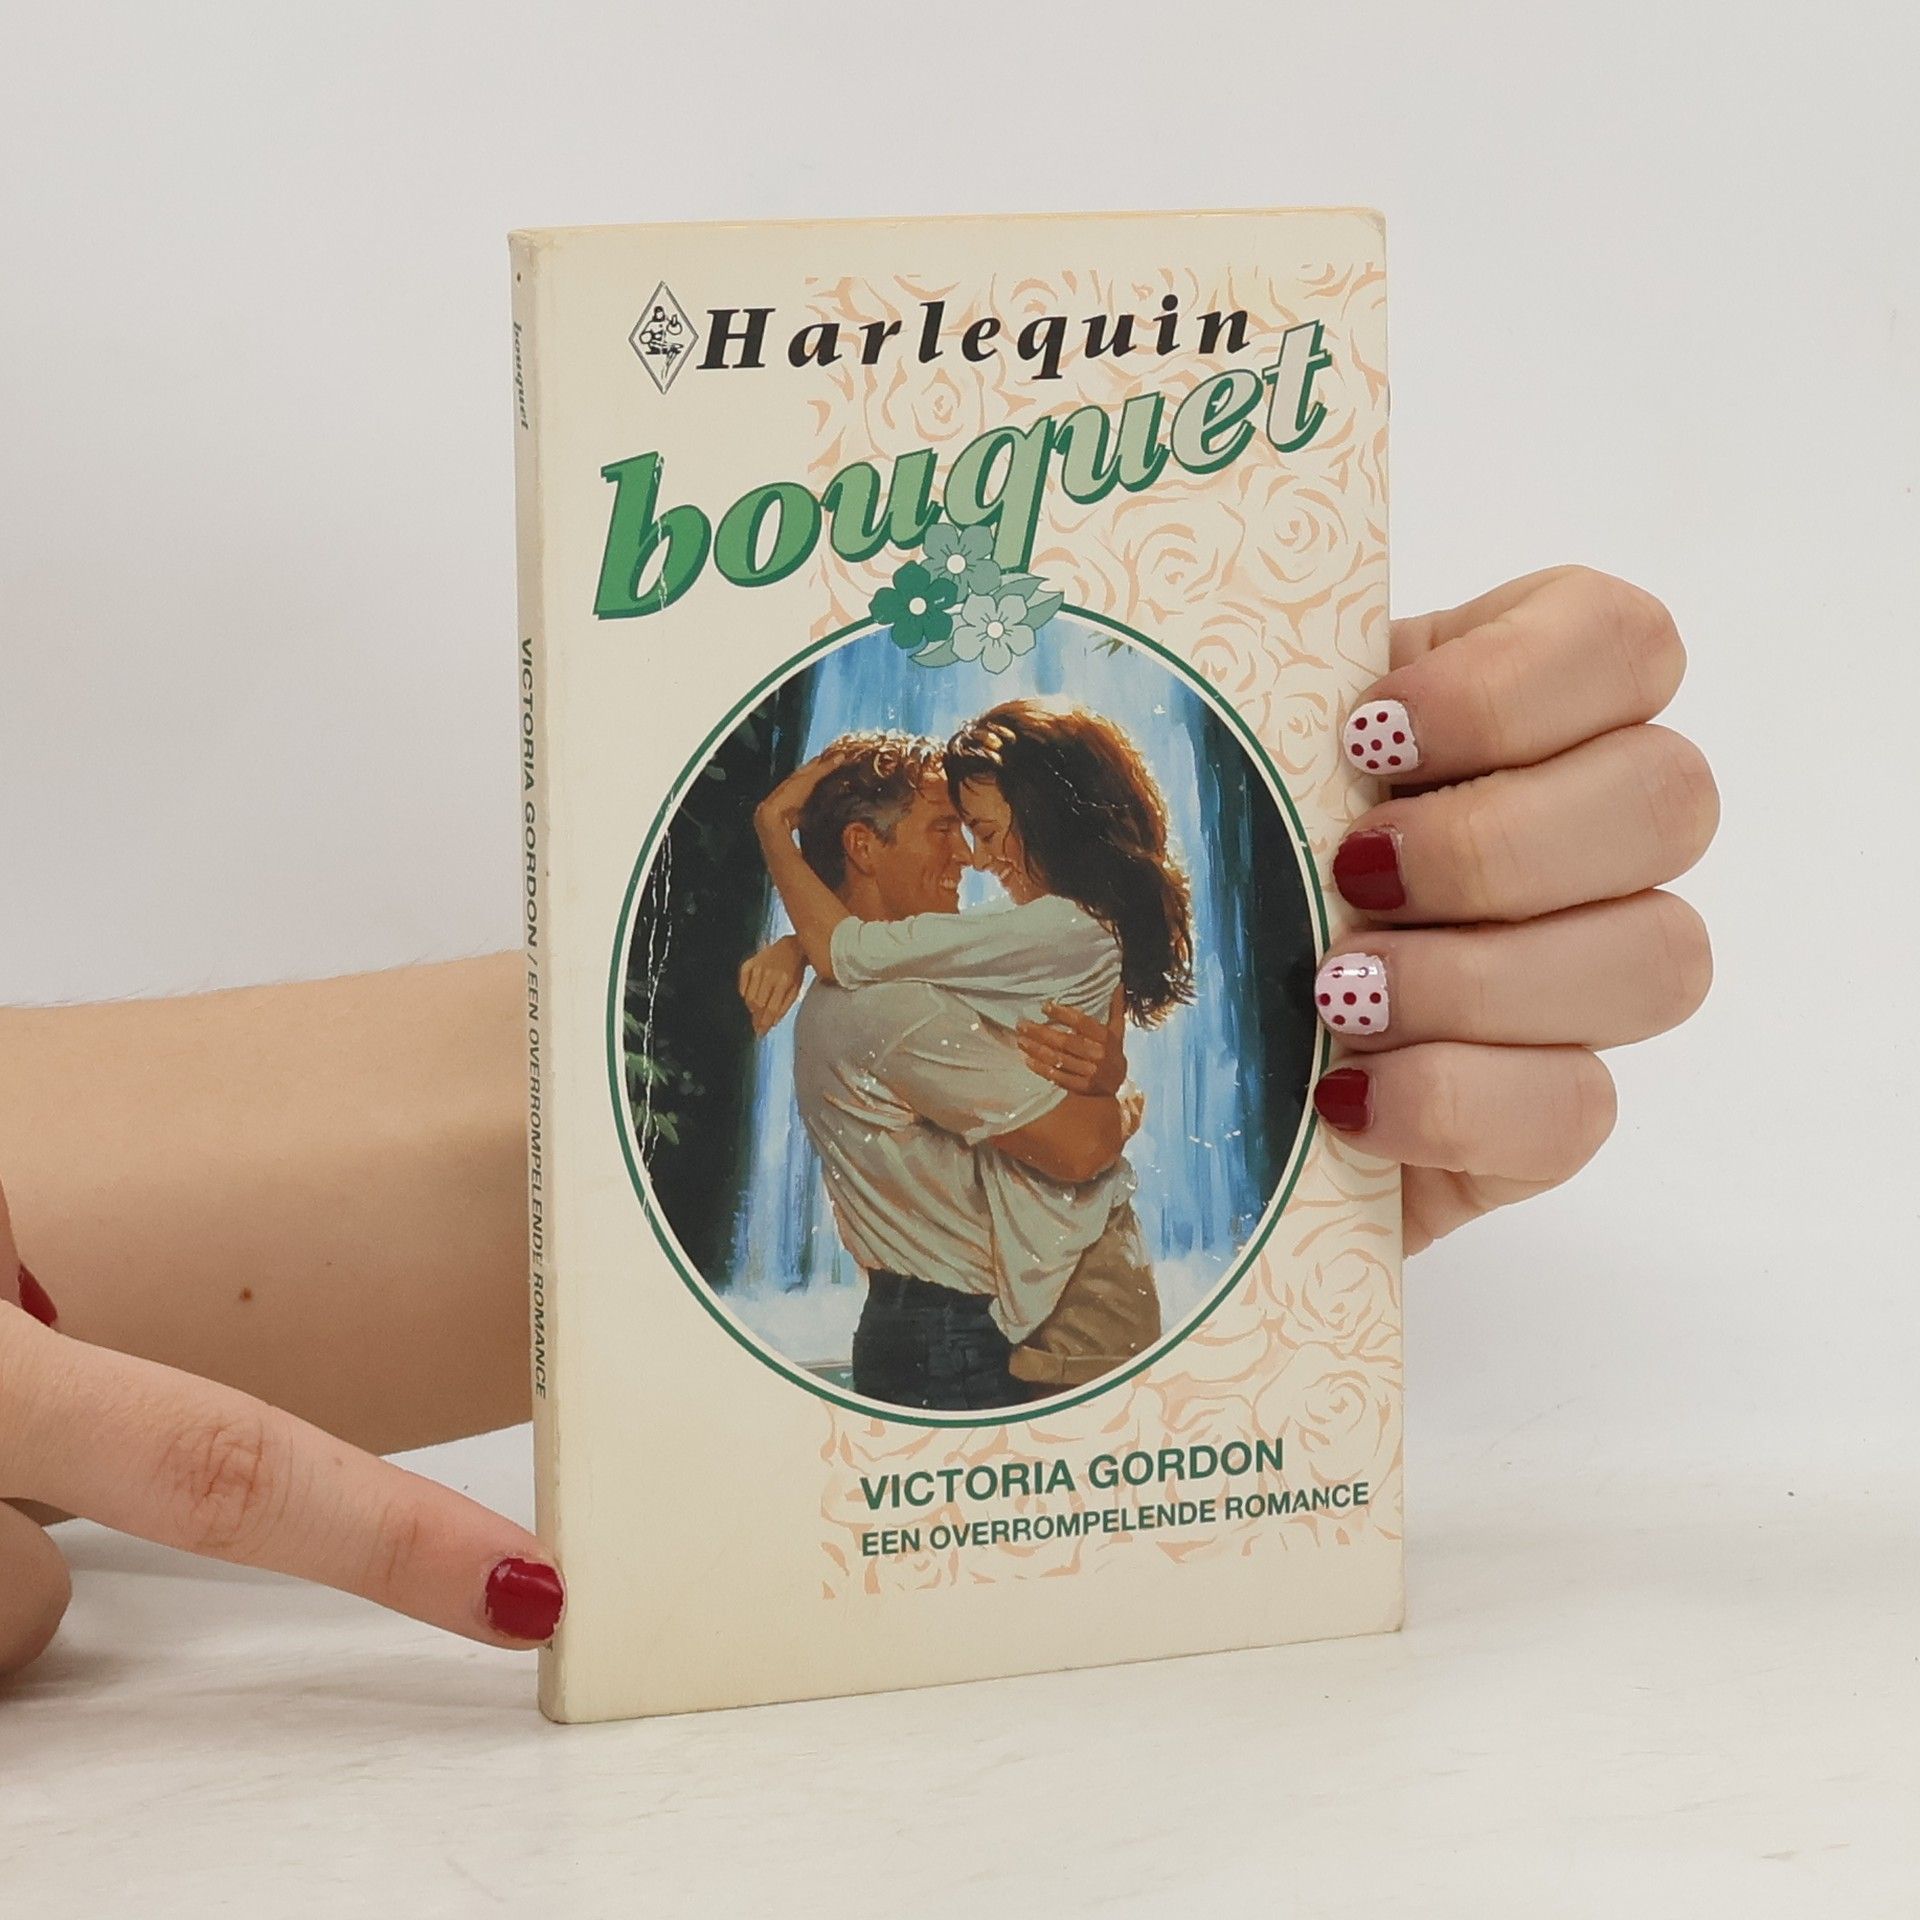 Harlequin
bouquet
VICTORIA GORDON
EEN OVERROMPELENDE ROMANCE
bouquet
VICTORIA GORDON / EEN OVERROMPELENDE ROMANCE